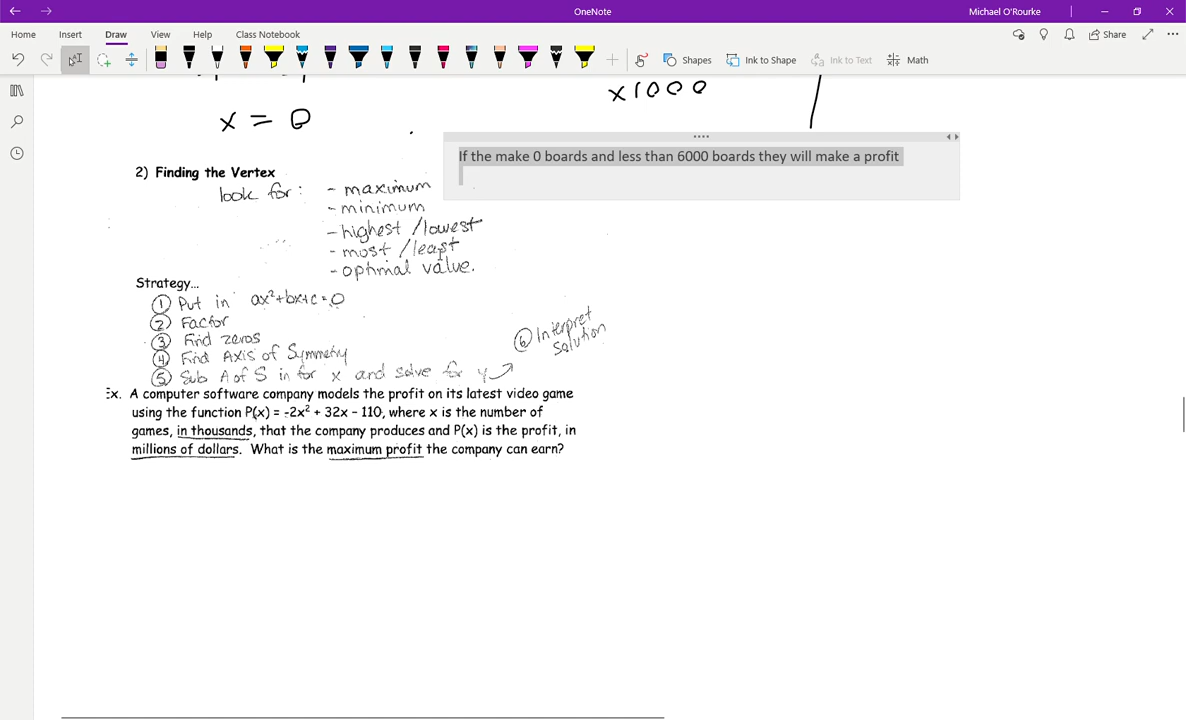 OneNote
Michael O'Rourke
Home Insert Draw View Help Class Notebook
Share
Shapes Ink to Shape Ink to Text Math
x1000
x = 0
If the make 0 boards and less than 6000 boards they will make a profit
2) Finding the Vertex
look for: - maximum
- minimum
- highest / lowest
- most / least
- optimal value.
Strategy...
① Put in ax²+bx+c=0
② Factor
③ Find zeros
④ Find Axis of Symmetry
⑤ Sub A of S in for x and solve for y
⑥ Interpret
Solution
Ex. A computer software company models the profit on its latest video game
using the function P(x) = -2x² + 32x – 110, where x is the number of
games, in thousands, that the company produces and P(x) is the profit, in
millions of dollars. What is the maximum profit the company can earn?